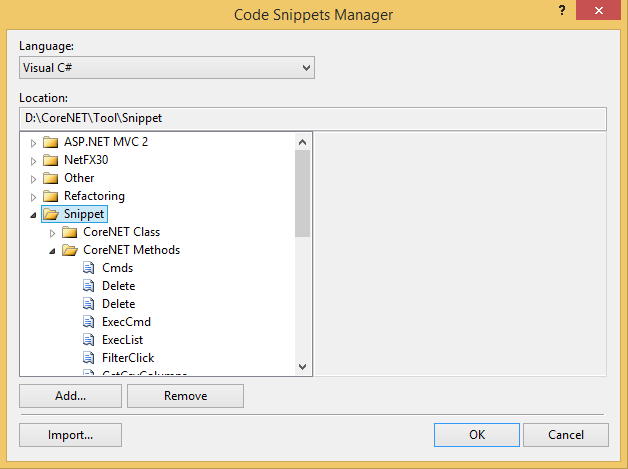 Code Snippets Manager
?
Language:
Visual C#
Location:
D:\CoreNET\Tool\Snippet
ASP.NET MVC 2
NetFX30
Other
Refactoring
Snippet
CoreNET Class
CoreNET Methods
Cmds
Delete
Delete
ExecCmd
ExecList
FilterClick
GetCsvColumns
Add...
Remove
Import...
OK
Cancel